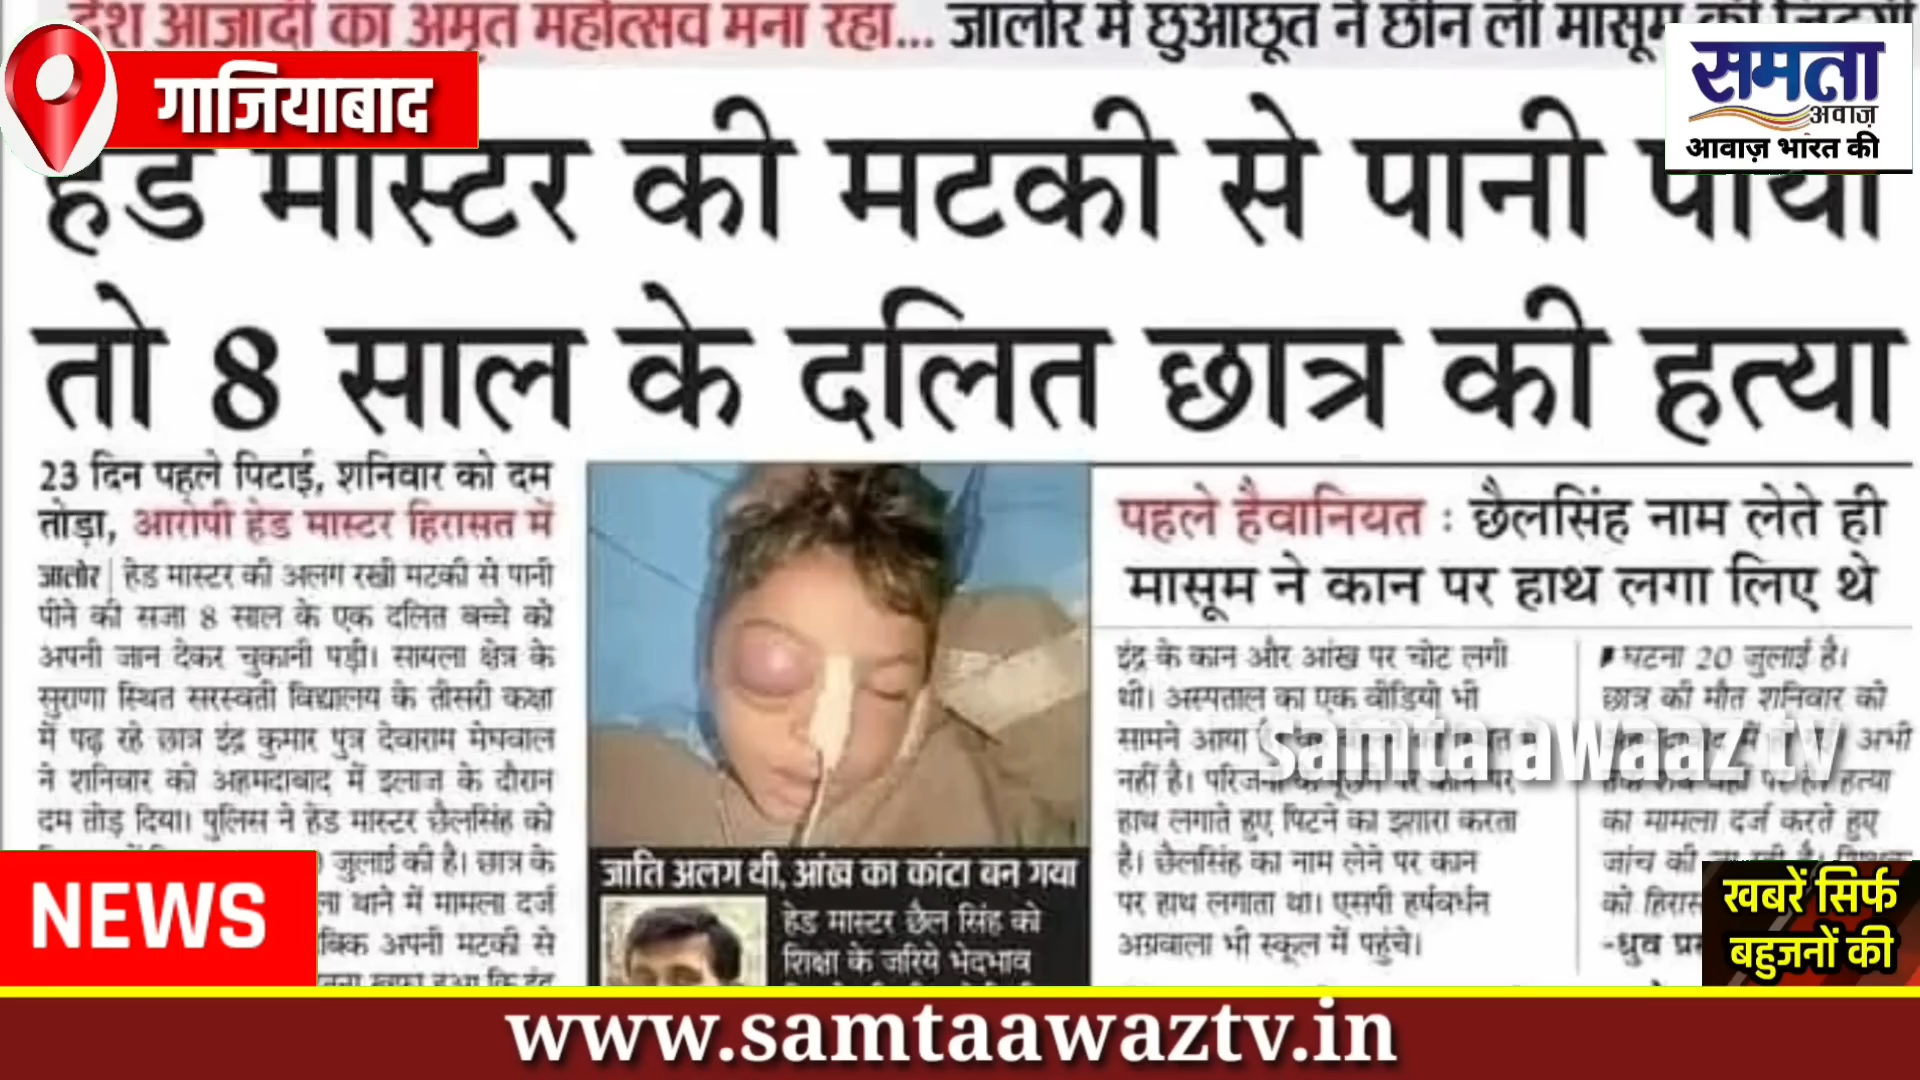 देश आजादी का अमृत महोत्सव मना रहा... जालोर में छुआछूत ने छीन ली मासूम की जिंदगी
गाजियाबाद
समता
अवाज़
आवाज़ भारत की
हेड मास्टर की मटकी से पानी पीया
तो 8 साल के दलित छात्र की हत्या
23 दिन पहले पिटाई, शनिवार को दम
तोड़ा, आरोपी हेड मास्टर हिरासत में
जालोर | हेड मास्टर की अलग रखी मटकी से पानी
पीने की सजा 8 साल के एक दलित बच्चे को
अपनी जान देकर चुकानी पड़ी। सायला क्षेत्र के
सुराणा स्थित सरस्वती विद्यालय के तीसरी कक्षा
में पढ़ रहे छात्र इंद्र कुमार पुत्र देवाराम मेघवाल
ने शनिवार को अहमदाबाद में इलाज के दौरान
दम तोड़ दिया। पुलिस ने हेड मास्टर छैलसिंह को
जुलाई की है। छात्र के
थाने में मामला दर्ज
अपनी मटकी से
जाति अलग थी, आंख का कांटा बन गया
हेड मास्टर छैल सिंह को
शिक्षा के जरिये भेदभाव
पहले हैवानियत : छैलसिंह नाम लेते ही
मासूम ने कान पर हाथ लगा लिए थे
इंद्र के कान और आंख पर चोट लगी
थी। अस्पताल का एक वीडियो भी
सामने आया
नहीं है।
हाथ लगाते हुए पिटने का इशारा करता
है। छैलसिंह का नाम लेने पर कान
पर हाथ लगाता था। एसपी हर्षवर्धन
अग्रवाला भी स्कूल में पहुंचे।
घटना 20 जुलाई है।
छात्र की मौत शनिवार को
में अभी
हत्या
का मामला दर्ज करते हुए
जांच की
को
-ध्रुव
samta awaaz tv
NEWS
खबरें सिर्फ
बहुजनों की
www.samtaawaztv.in